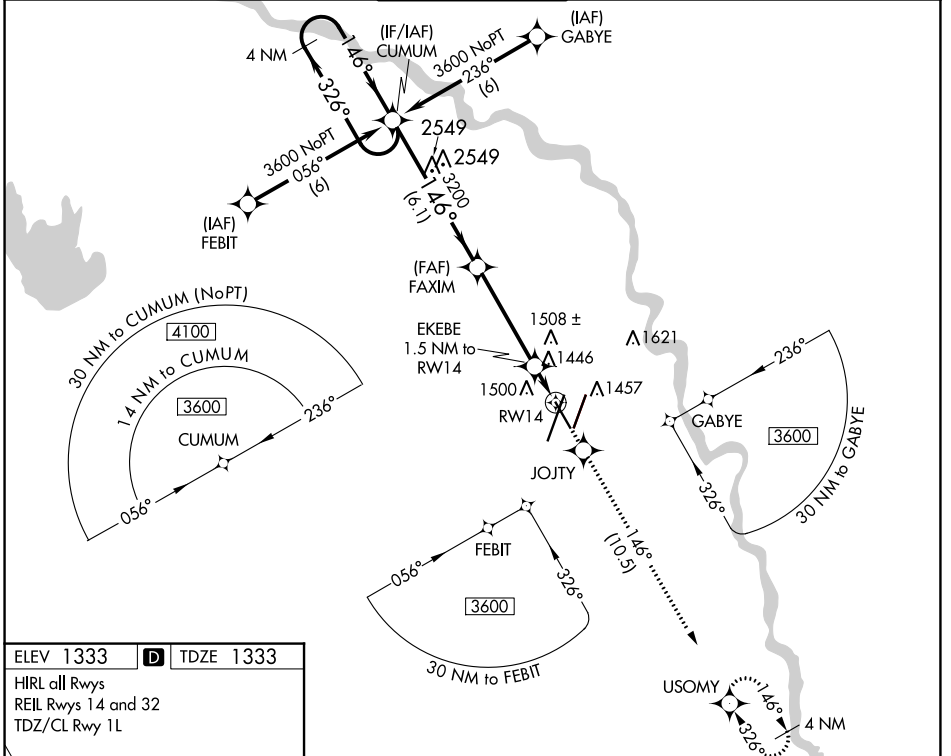 (IAF)
GABYE
(IF/IAF)
CUMUM
4 NM
146°
326°
3600 NoPT
236°
(6)
3600 NoPT
056°
(6)
2549
2549
3200
146°
(6.1)
(IAF)
FEBIT
(FAF)
FAXIM
30 NM to CUMUM (NoPT)
4100
14 NM to CUMUM
3600
CUMUM
236°
056°
EKEBE
1.5 NM to
RW14
1508 ±
1446
1621
1500
1457
RW14
JOJTY
236°
GABYE
3600
326°
30 NM to GABYE
056°
FEBIT
326°
3600
30 NM to FEBIT
146°
(10.5)
USOMY
146°
326°
4 NM
ELEV 1333 D TDZE 1333
HIRL all Rwys
REIL Rwys 14 and 32
TDZ/CL Rwy 1L